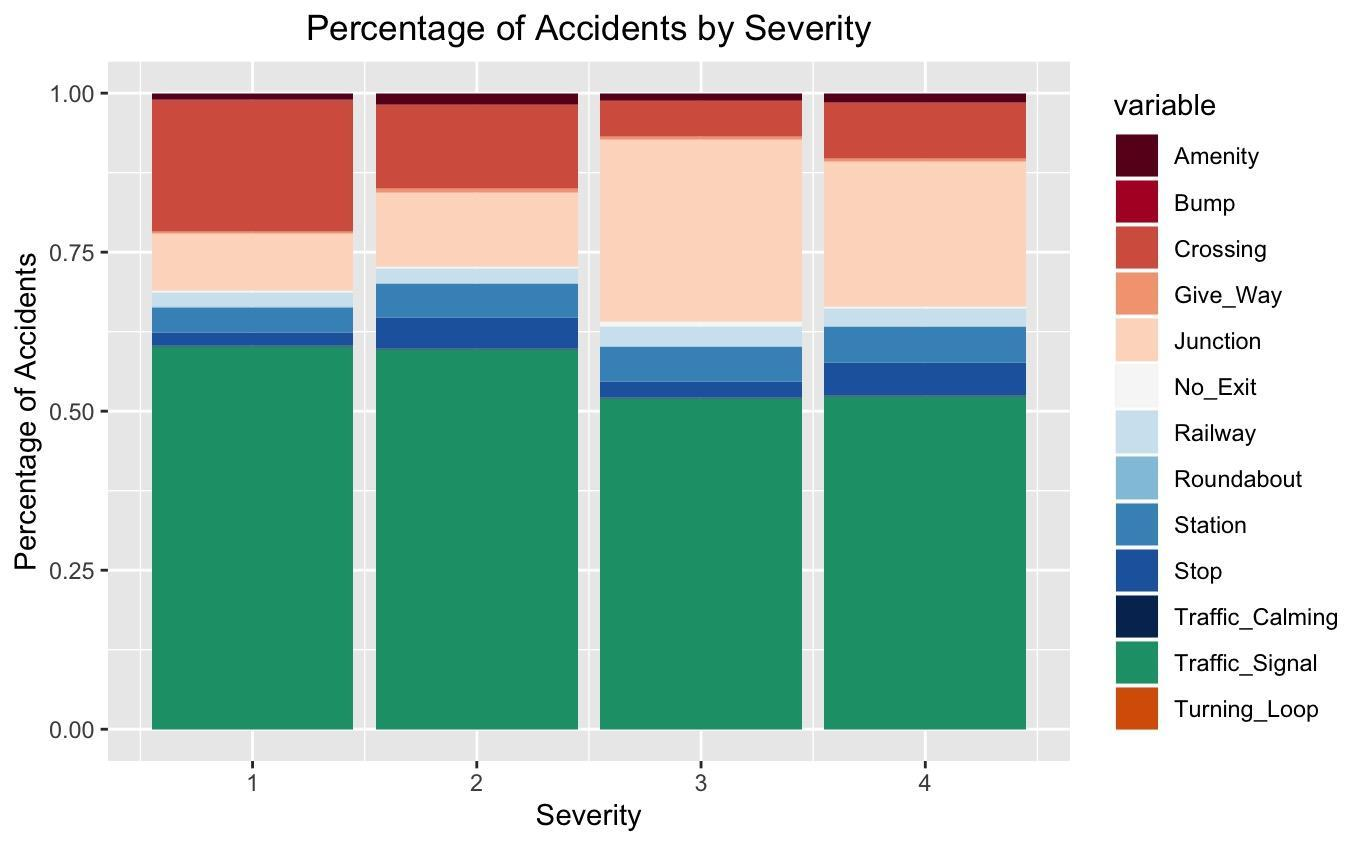 Percentage of Accidents by Severity
Percentage of Accidents
1.00
0.75
0.50
0.25
0.00
1
2
3
4
Severity
variable
Amenity
Bump
Crossing
Give_Way
Junction
No_Exit
Railway
Roundabout
Station
Stop
Traffic_Calming
Traffic_Signal
Turning_Loop